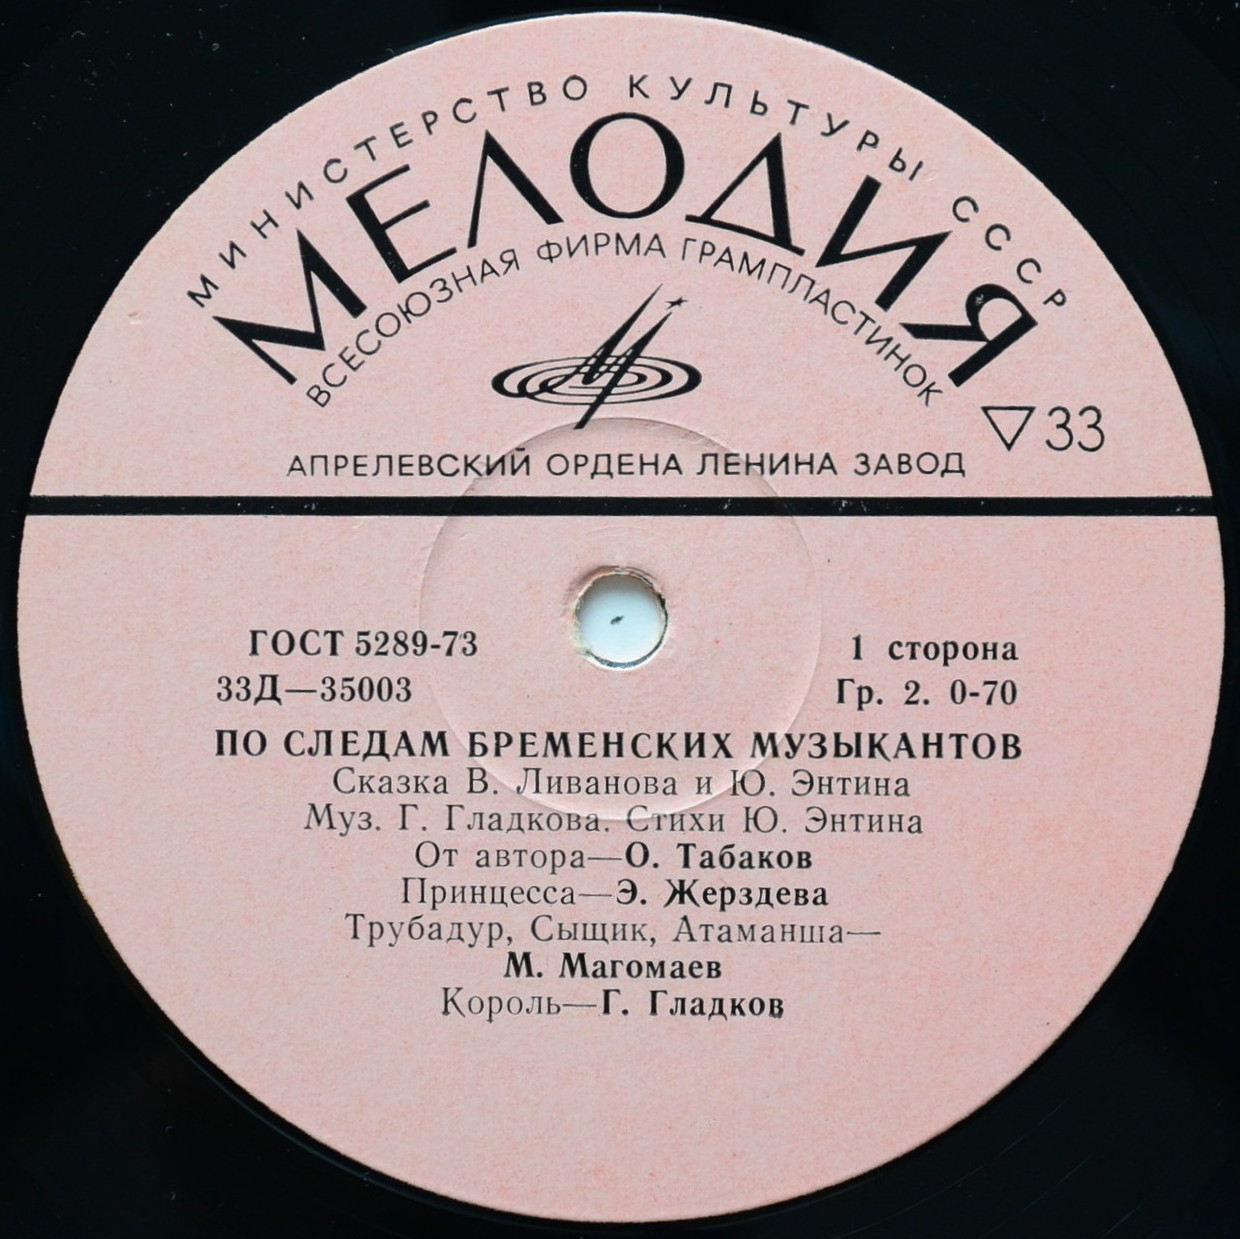 МИНИСТЕРСТВО КУЛЬТУРЫ СССР
МЕЛОДИЯ
ВСЕСОЮЗНАЯ ФИРМА ГРАМПЛАСТИНОК
▽33
АПРЕЛЕВСКИЙ ОРДЕНА ЛЕНИНА ЗАВОД
ГОСТ 5289-73
1 сторона
33Д—35003
Гр. 2. 0-70
ПО СЛЕДАМ БРЕМЕНСКИХ МУЗЫКАНТОВ
Сказка В. Ливанова и Ю. Энтина
Муз. Г. Гладкова. Стихи Ю. Энтина
От автора—О. Табаков
Принцесса—Э. Жерздева
Трубадур, Сыщик, Атаманша—
М. Магомаев
Король—Г. Гладков